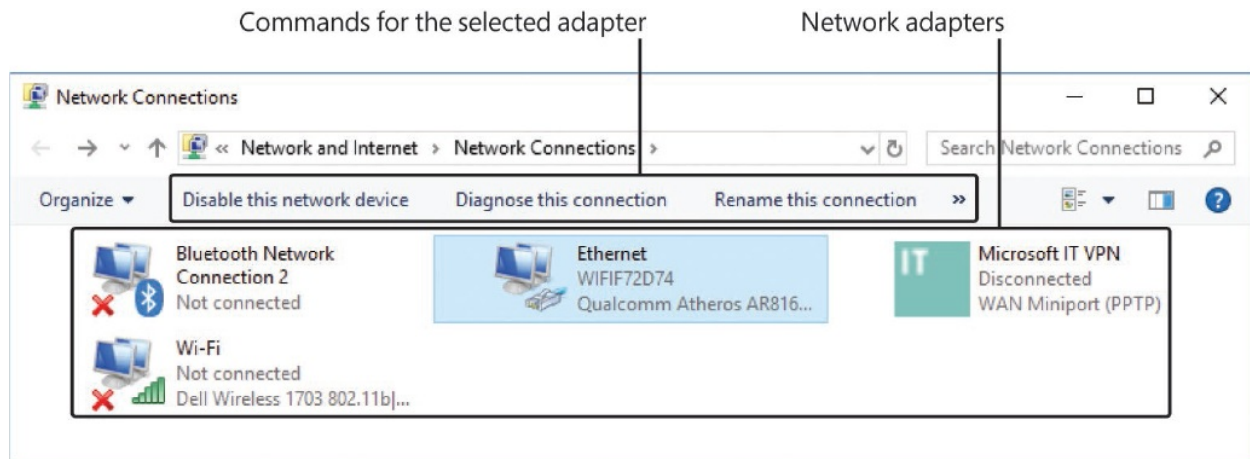 Commands for the selected adapter Network adapters
Network Connections
« Network and Internet > Network Connections > Search Network Connections
Organize Disable this network device Diagnose this connection Rename this connection » ?
Bluetooth Network
Connection 2
Not connected
Ethernet
WIFIF72D74
Qualcomm Atheros AR816...
IT
Microsoft IT VPN
Disconnected
WAN Miniport (PPTP)
Wi-Fi
Not connected
Dell Wireless 1703 802.11b|...